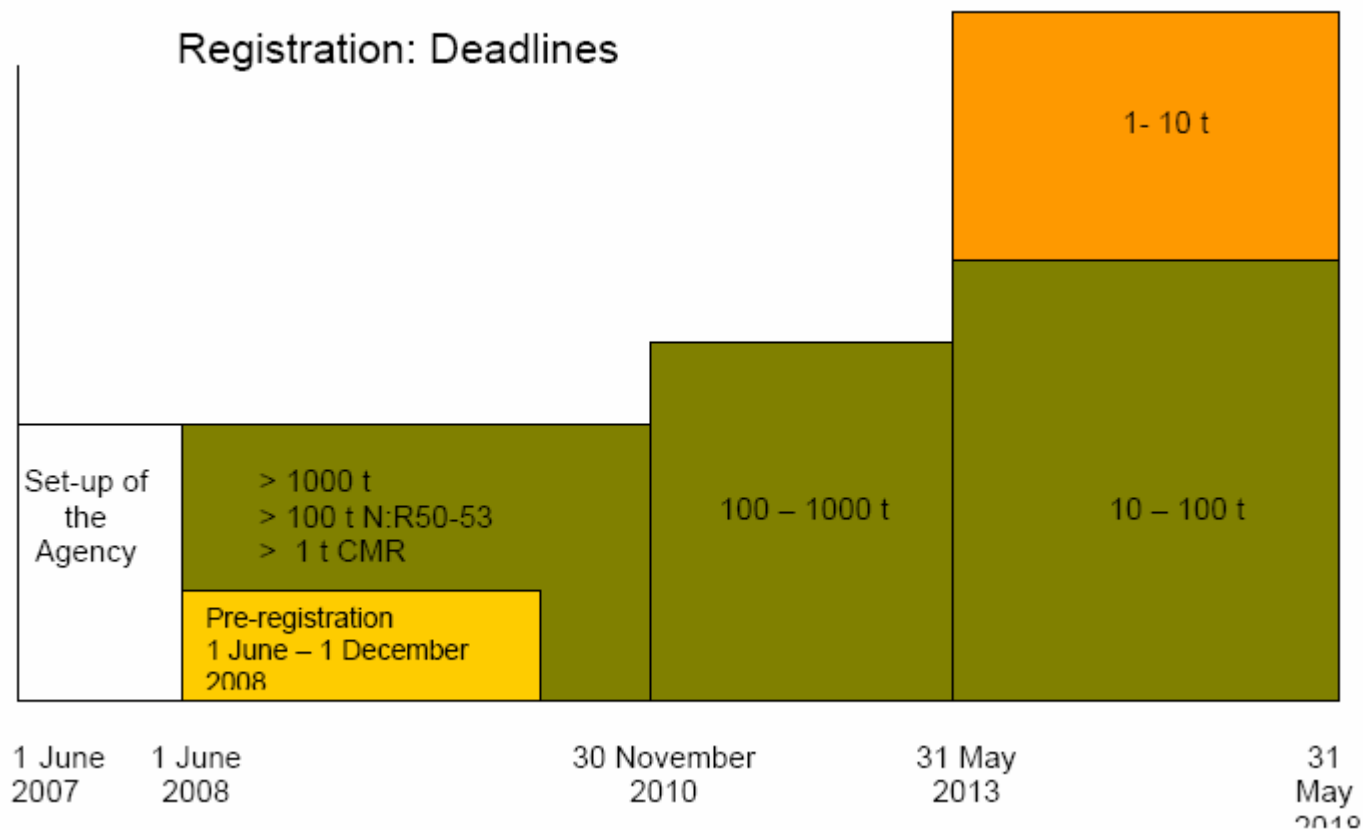 Registration: Deadlines
1- 10 t
Set-up of
the
Agency
> 1000 t
> 100 t N:R50-53
> 1 t CMR
100 – 1000 t
10 – 100 t
Pre-registration
1 June – 1 December
2008
1 June
2007
1 June
2008
30 November
2010
31 May
2013
31
May
2018